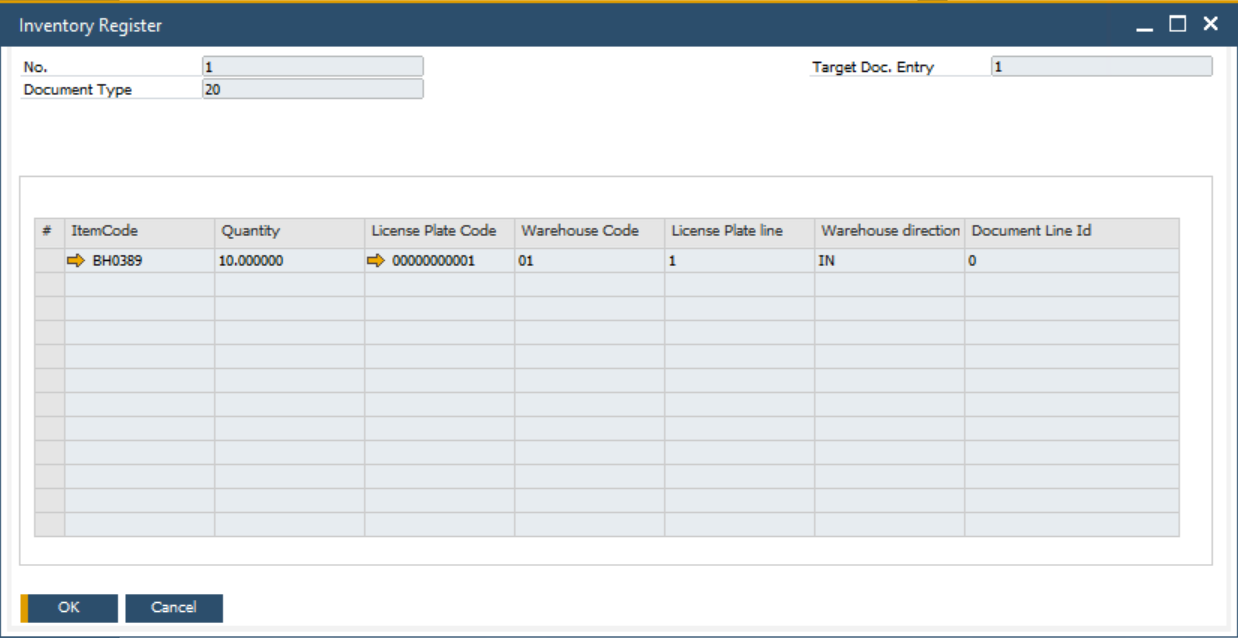 Inventory Register
No. 1 Target Doc. Entry 1
Document Type 20
# ItemCode Quantity License Plate Code Warehouse Code License Plate line Warehouse direction Document Line Id
BH0389 10.000000 00000000001 01 1 IN 0
OK Cancel